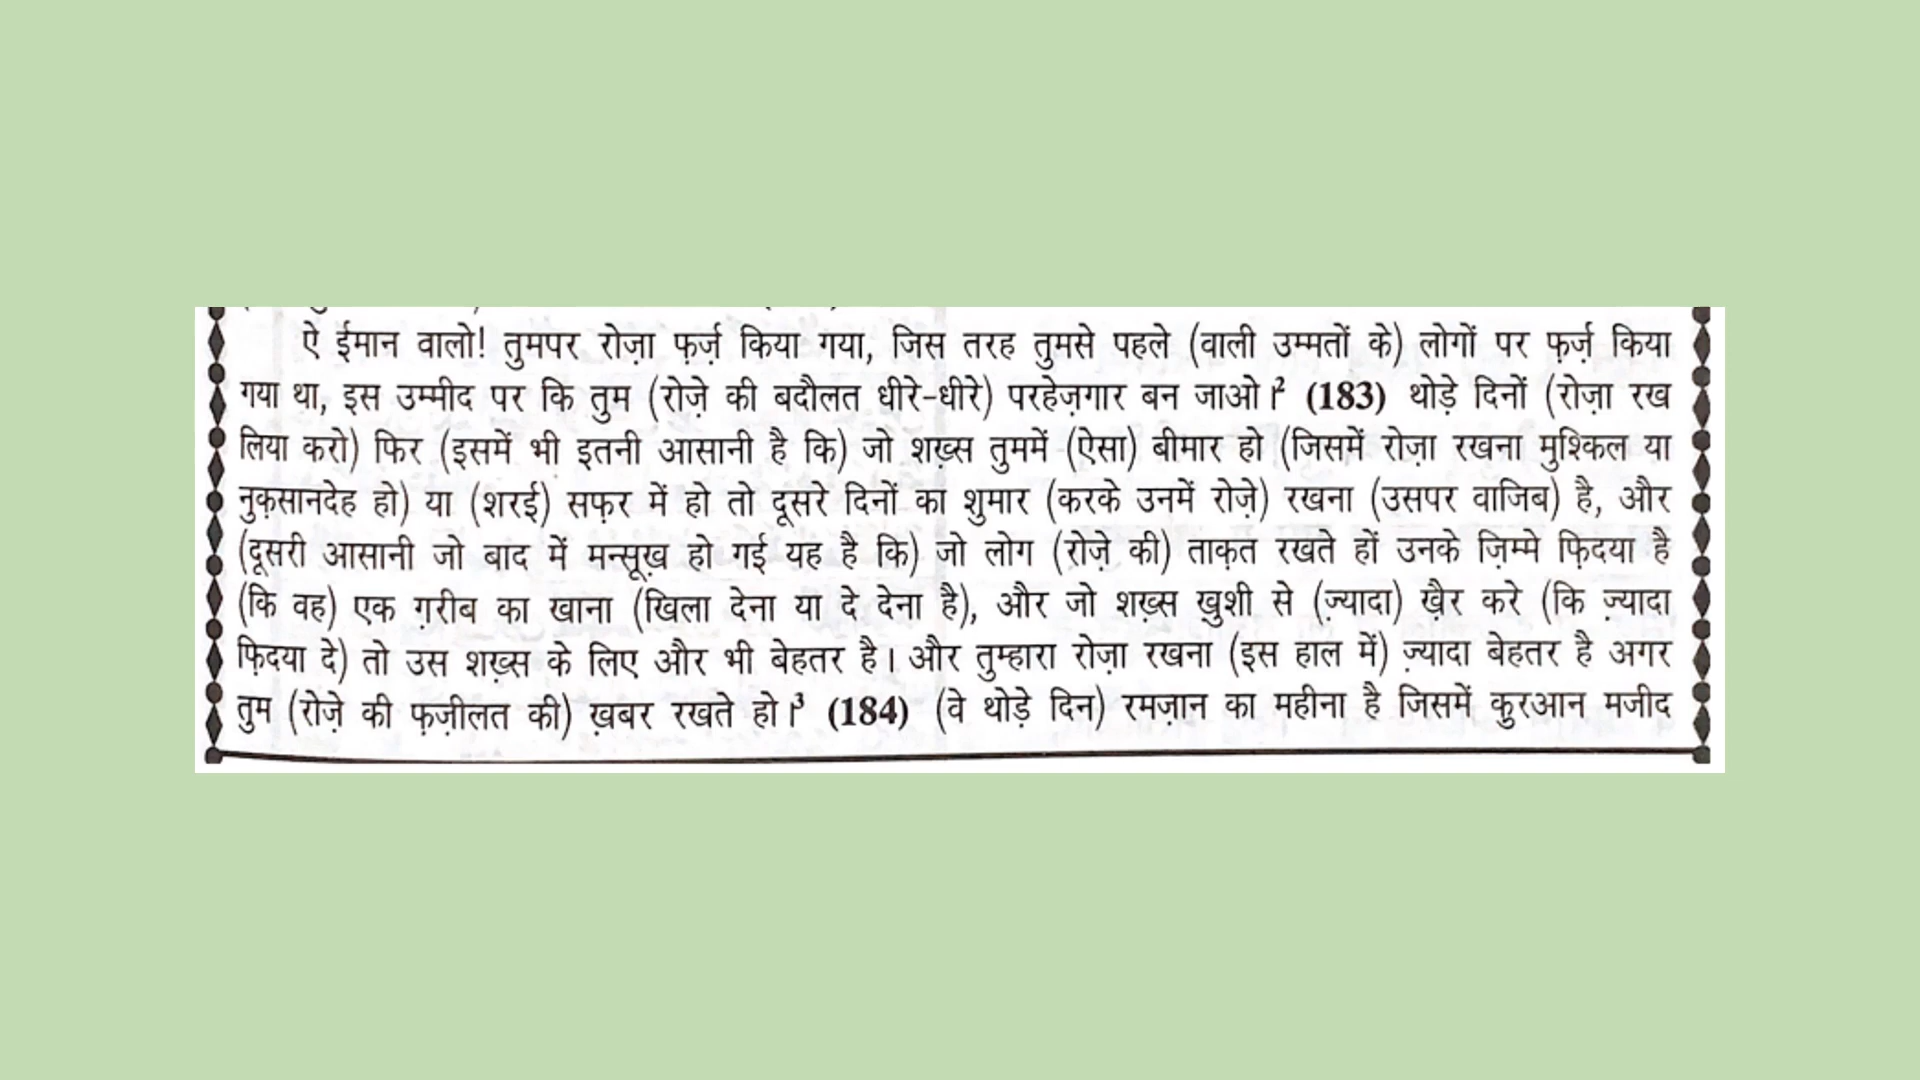 ऐ ईमान वालो! तुमपर रोज़ा फ़र्ज़ किया गया, जिस तरह तुमसे पहले (वाली उम्मतों के) लोगों पर फ़र्ज़ किया
गया था, इस उम्मीद पर कि तुम (रोज़े की बदौलत धीरे-धीरे) परहेज़गार बन जाओ।² (183) थोड़े दिनों (रोज़ा रख
लिया करो) फिर (इसमें भी इतनी आसानी है कि) जो शख़्स तुममें (ऐसा) बीमार हो (जिसमें रोज़ा रखना मुश्किल या
नुक़सानदेह हो) या (शरई) सफ़र में हो तो दूसरे दिनों का शुमार (करके उनमें रोज़े) रखना (उसपर वाजिब) है, और
(दूसरी आसानी जो बाद में मन्सूख़ हो गई यह है कि) जो लोग (रोज़े की) ताक़त रखते हों उनके ज़िम्मे फ़िदया है
(कि वह) एक ग़रीब का खाना (खिला देना या दे देना है), और जो शख़्स ख़ुशी से (ज़्यादा) ख़ैर करे (कि ज़्यादा
फ़िदया दे) तो उस शख़्स के लिए और भी बेहतर है। और तुम्हारा रोज़ा रखना (इस हाल में) ज़्यादा बेहतर है अगर
तुम (रोज़े की फ़ज़ीलत की) ख़बर रखते हो।³ (184) (वे थोड़े दिन) रमज़ान का महीना है जिसमें क़ुरआन मजीद